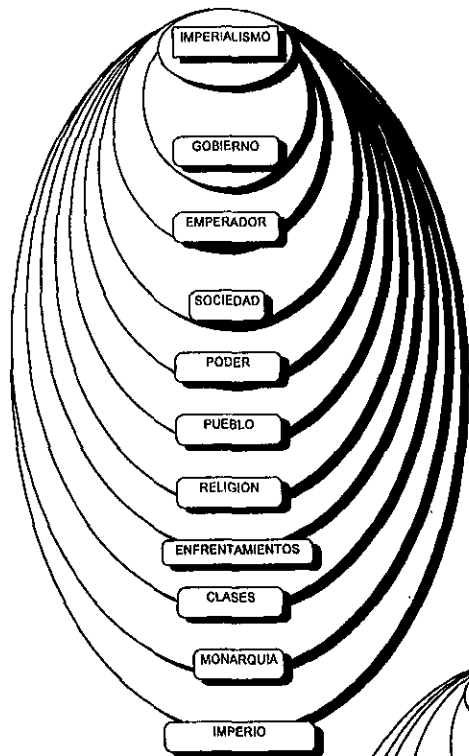 IMPERIALISMO
GOBIERNO
EMPERADOR
SOCIEDAD
PODER
PUEBLO
RELIGION
ENFRENTAMIENTOS
CLASES
MONARQUIA
IMPERIO